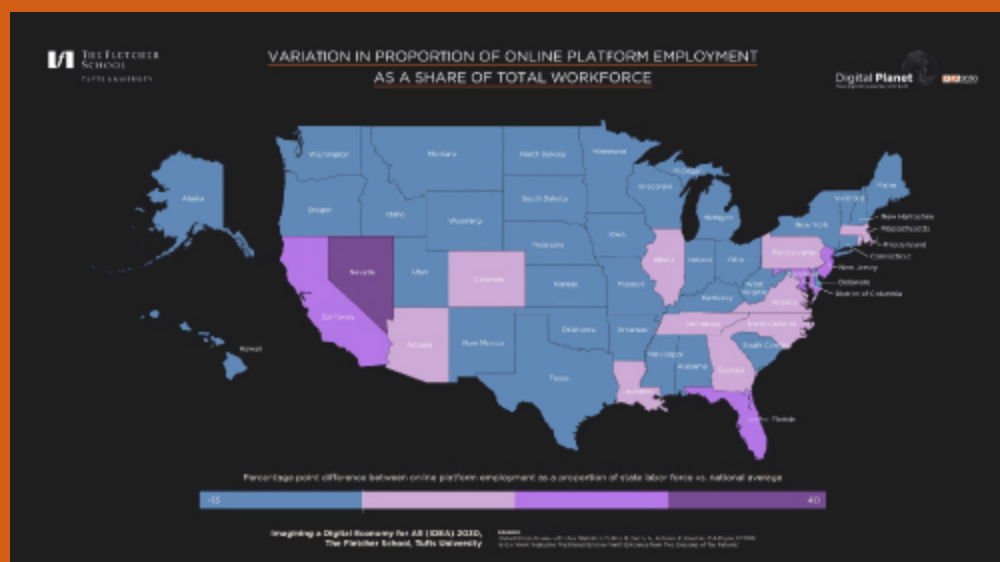 THE FLETCHER
SCHOOL
TUFTS UNIVERSITY
VARIATION IN PROPORTION OF ONLINE PLATFORM EMPLOYMENT
AS A SHARE OF TOTAL WORKFORCE
Digital Planet
Washington
Montana
North Dakota
Minnesota
Wisconsin
Michigan
Maine
Vermont
New Hampshire
Massachusetts
Rhode Island
Connecticut
New York
Alaska
Oregon
Idaho
Wyoming
South Dakota
Iowa
Nebraska
Illinois
Indiana
Ohio
Pennsylvania
New Jersey
Delaware
District of Columbia
Nevada
Utah
Colorado
Kansas
Missouri
Kentucky
West
Virginia
Virginia
California
Arizona
New Mexico
Oklahoma
Arkansas
Tennessee
North Carolina
South Carolina
Hawaii
Texas
Louisiana
Mississippi
Alabama
Georgia
Florida
Percentage point difference between online platform employment as a proportion of state labor force vs. national average
-15
40
Imagining a Digital Economy for All (IDEA) 2030,
The Fletcher School, Tufts University